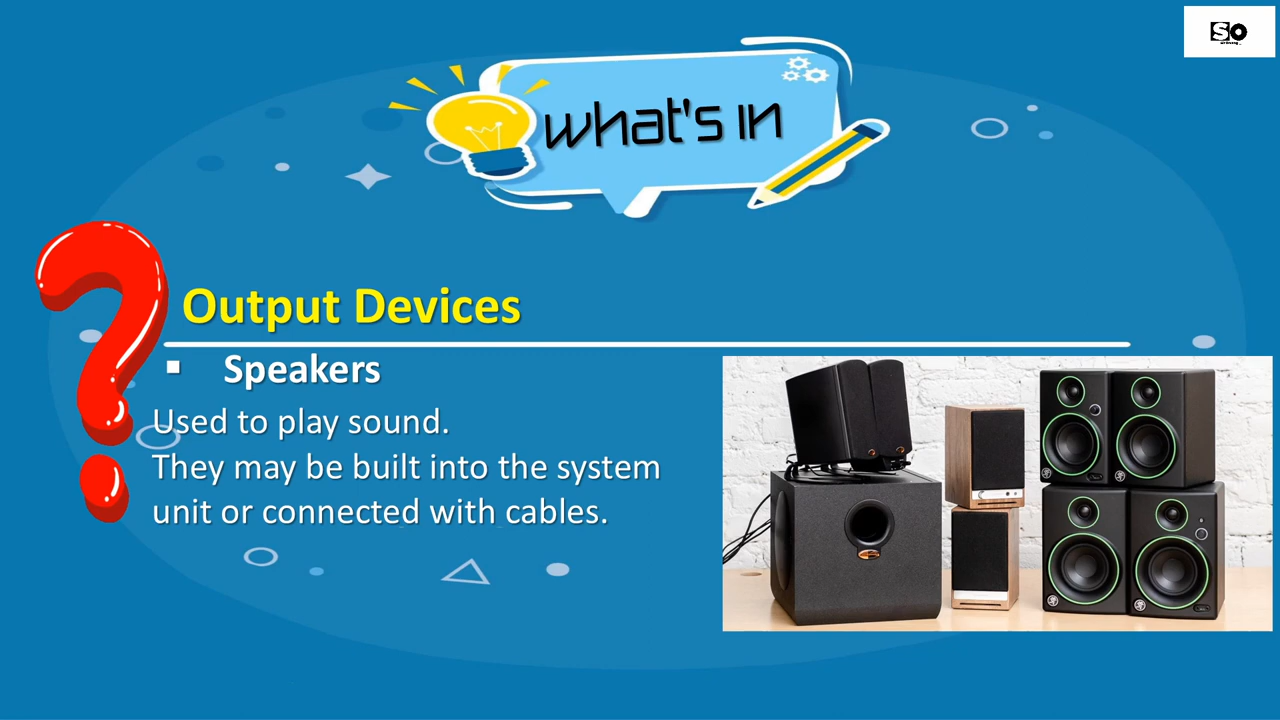 SO
what's in
Output Devices
Speakers
Used to play sound.
They may be built into the system
unit or connected with cables.